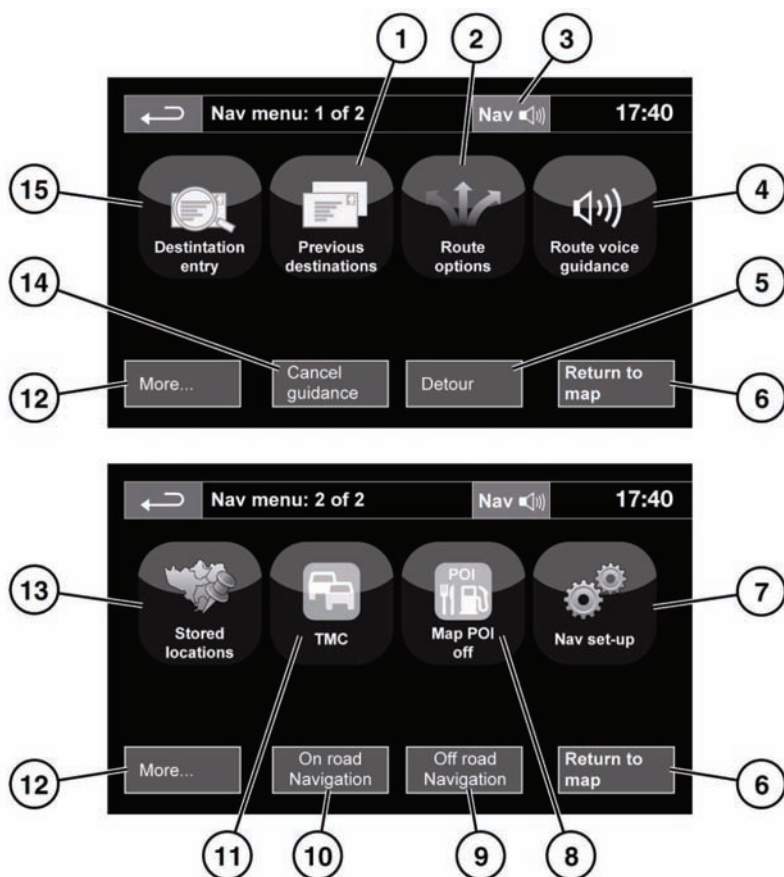 1 2 3
Nav menu: 1 of 2 Nav 17:40
15 4
Destintation entry
Previous destinations
Route options
Route voice guidance
14 5
More...
Cancel guidance
Detour
Return to map
12 6
Nav menu: 2 of 2 Nav 17:40
13 7
Stored locations
TMC
POI
Map POI off
Nav set-up
More...
On road Navigation
Off road Navigation
Return to map
12 6
11 10 9 8